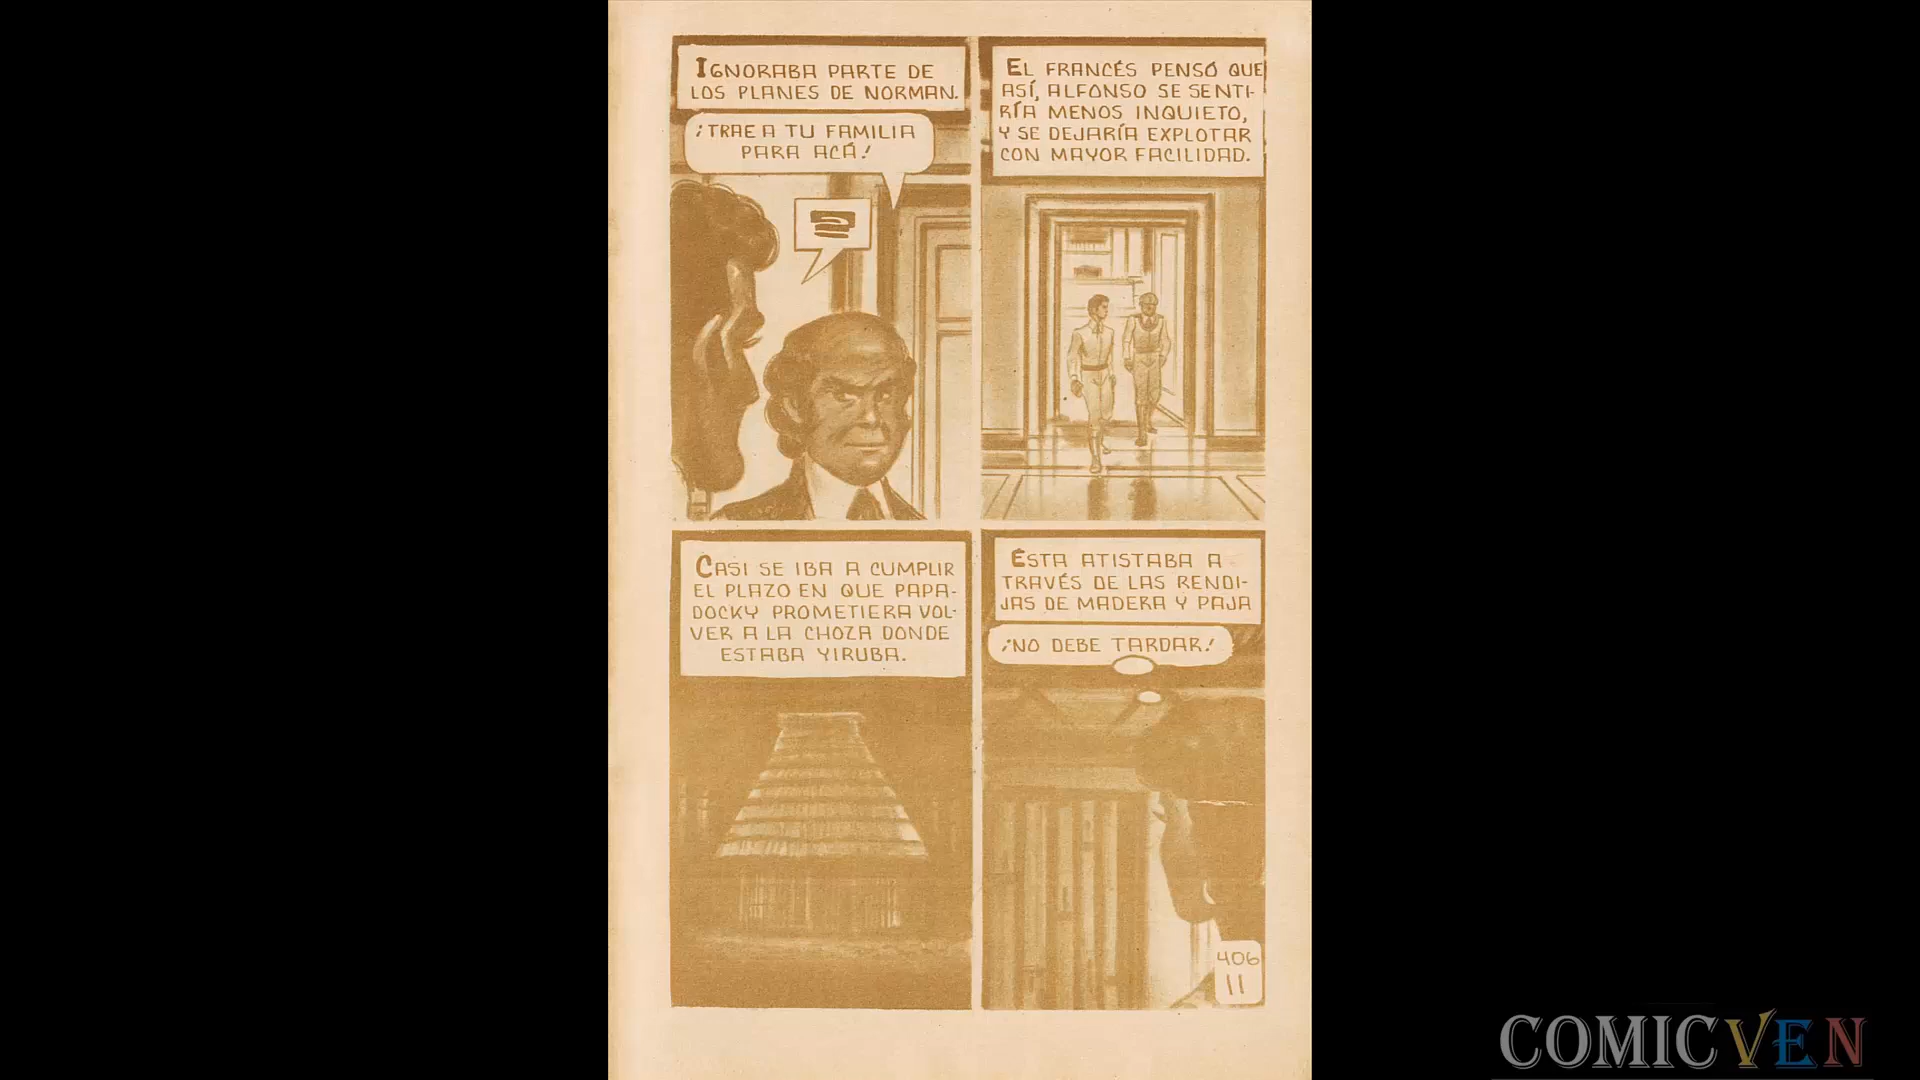 IGNORABA PARTE DE
LOS PLANES DE NORMAN.
¡TRAE A TU FAMILIA
PARA ACÁ!
EL FRANCÉS PENSÓ QUE
ASÍ, ALFONSO SE SENTI-
RÍA MENOS INQUIETO,
Y SE DEJARÍA EXPLOTAR
CON MAYOR FACILIDAD.
CASI SE IBA A CUMPLIR
EL PLAZO EN QUE PAPA-
DOCKY PROMETIERA VOL-
VER A LA CHOZA DONDE
ESTABA YIRUBA.
ÉSTA ATISTABA A
TRAVÉS DE LAS RENDI-
JAS DE MADERA Y PAJA
¡NO DEBE TARDAR!
406
11
COMICVEN